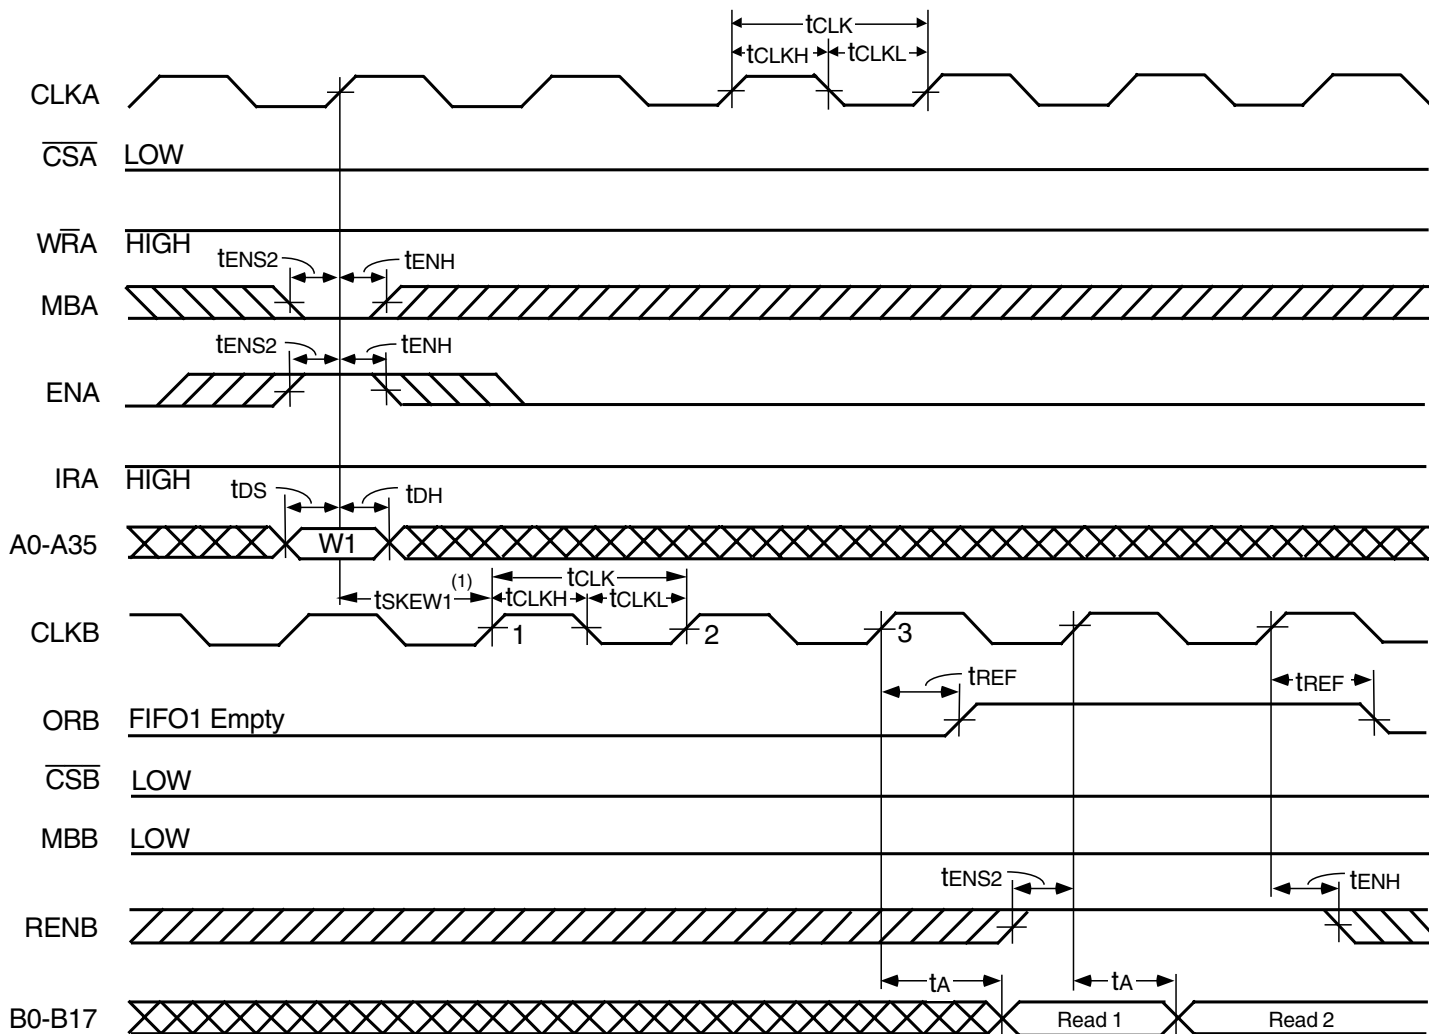 tCLK
tCLKH tCLKL
CLKA
CSA LOW
WRA HIGH
tENS2 tENH
MBA
tENS2 tENH
ENA
IRA HIGH
tDS tDH
A0-A35 W1
tSKEW1 (1) tCLK
tCLKH tCLKL
CLKB 1 2 3
tREF tREF
ORB FIFO1 Empty
CSB LOW
MBB LOW
tENS2 tENH
RENB
tA tA
B0-B17 Read 1 Read 2